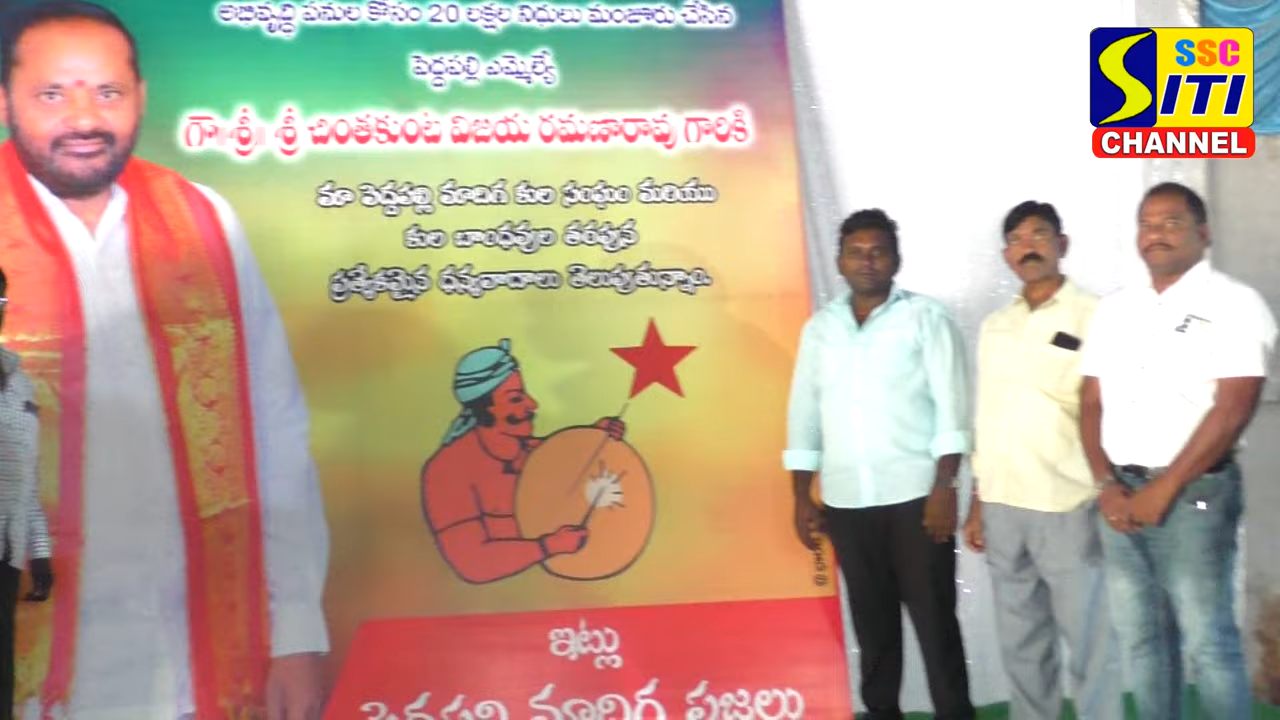 అభివృద్ధి పనుల కోసం 20 లక్షల నిధులు మంజూరు చేసిన
పెద్దపల్లి ఎమ్మెల్యే
గౌ॥శ్రీ॥ శ్రీ చింతకుంట విజయ రమణారావు గారికి
మా పెద్దపల్లి మాదిగ కుల సంఘం మరియు
కుల బాంధవుల తరపున
ప్రత్యేకమైన ధన్యవాదాలు తెలుపుతున్నాం.
ఇట్లు
పెద్దపల్లి మాదిగ ప్రజలు
SSC
SITI
CHANNEL